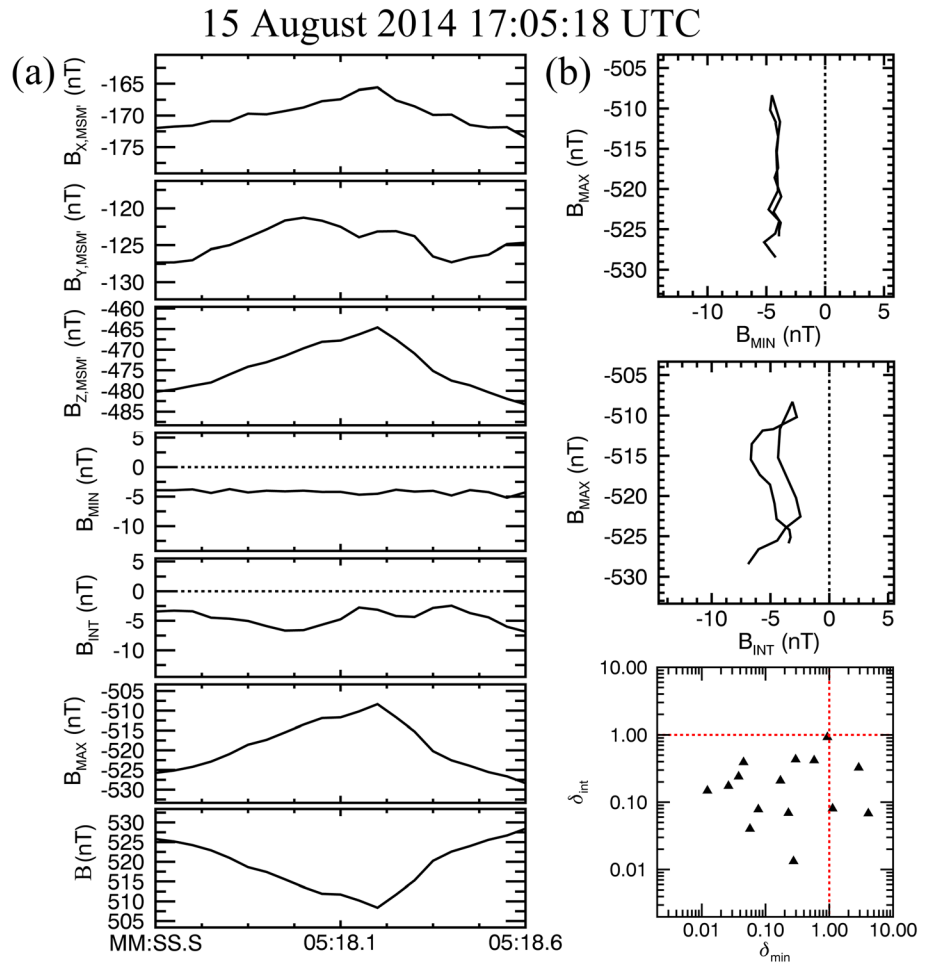 15 August 2014 17:05:18 UTC
(a)
B_X,MSM' (nT)
-165
-170
-175
B_Y,MSM' (nT)
-120
-125
-130
B_Z,MSM' (nT)
-460
-465
-470
-475
-480
-485
B_MIN (nT)
5
0
-5
-10
B_INT (nT)
5
0
-5
-10
B_MAX (nT)
-505
-510
-515
-520
-525
-530
B (nT)
530
525
520
515
510
505
MM:SS.S 05:18.1 05:18.6
(b)
B_MAX (nT)
-505
-510
-515
-520
-525
-530
-10 -5 0 5
B_MIN (nT)
B_MAX (nT)
-505
-510
-515
-520
-525
-530
-10 -5 0 5
B_INT (nT)
δ_int
10.00
1.00
0.10
0.01
0.01 0.10 1.00 10.00
δ_min